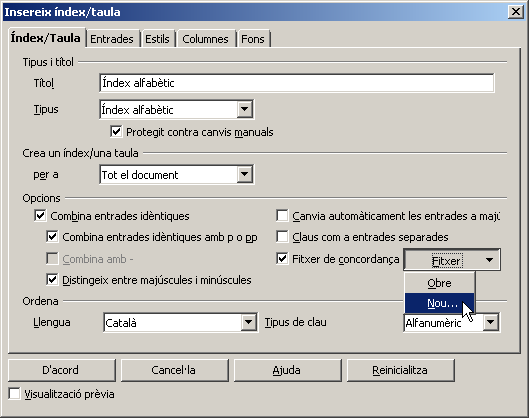 Insereix índex/taula
Índex/Taula Entrades Estils Columnes Fons
Tipus i títol
Títol Índex alfabètic
Tipus Índex alfabètic
Protegit contra canvis manuals
Crea un índex/una taula
per a Tot el document
Opcions
Combina entrades idèntiques Canvia automàticament les entrades a majú
Combina entrades idèntiques amb p o pp Claus com a entrades separades
Combina amb - Fitxer de concordança Fitxer
Distingeix entre majúscules i minúscules Obre
Nou...
Ordena
Llengua Català Tipus de clau Alfanumèric
D'acord Cancel·la Ajuda Reinicialitza
Visualització prèvia